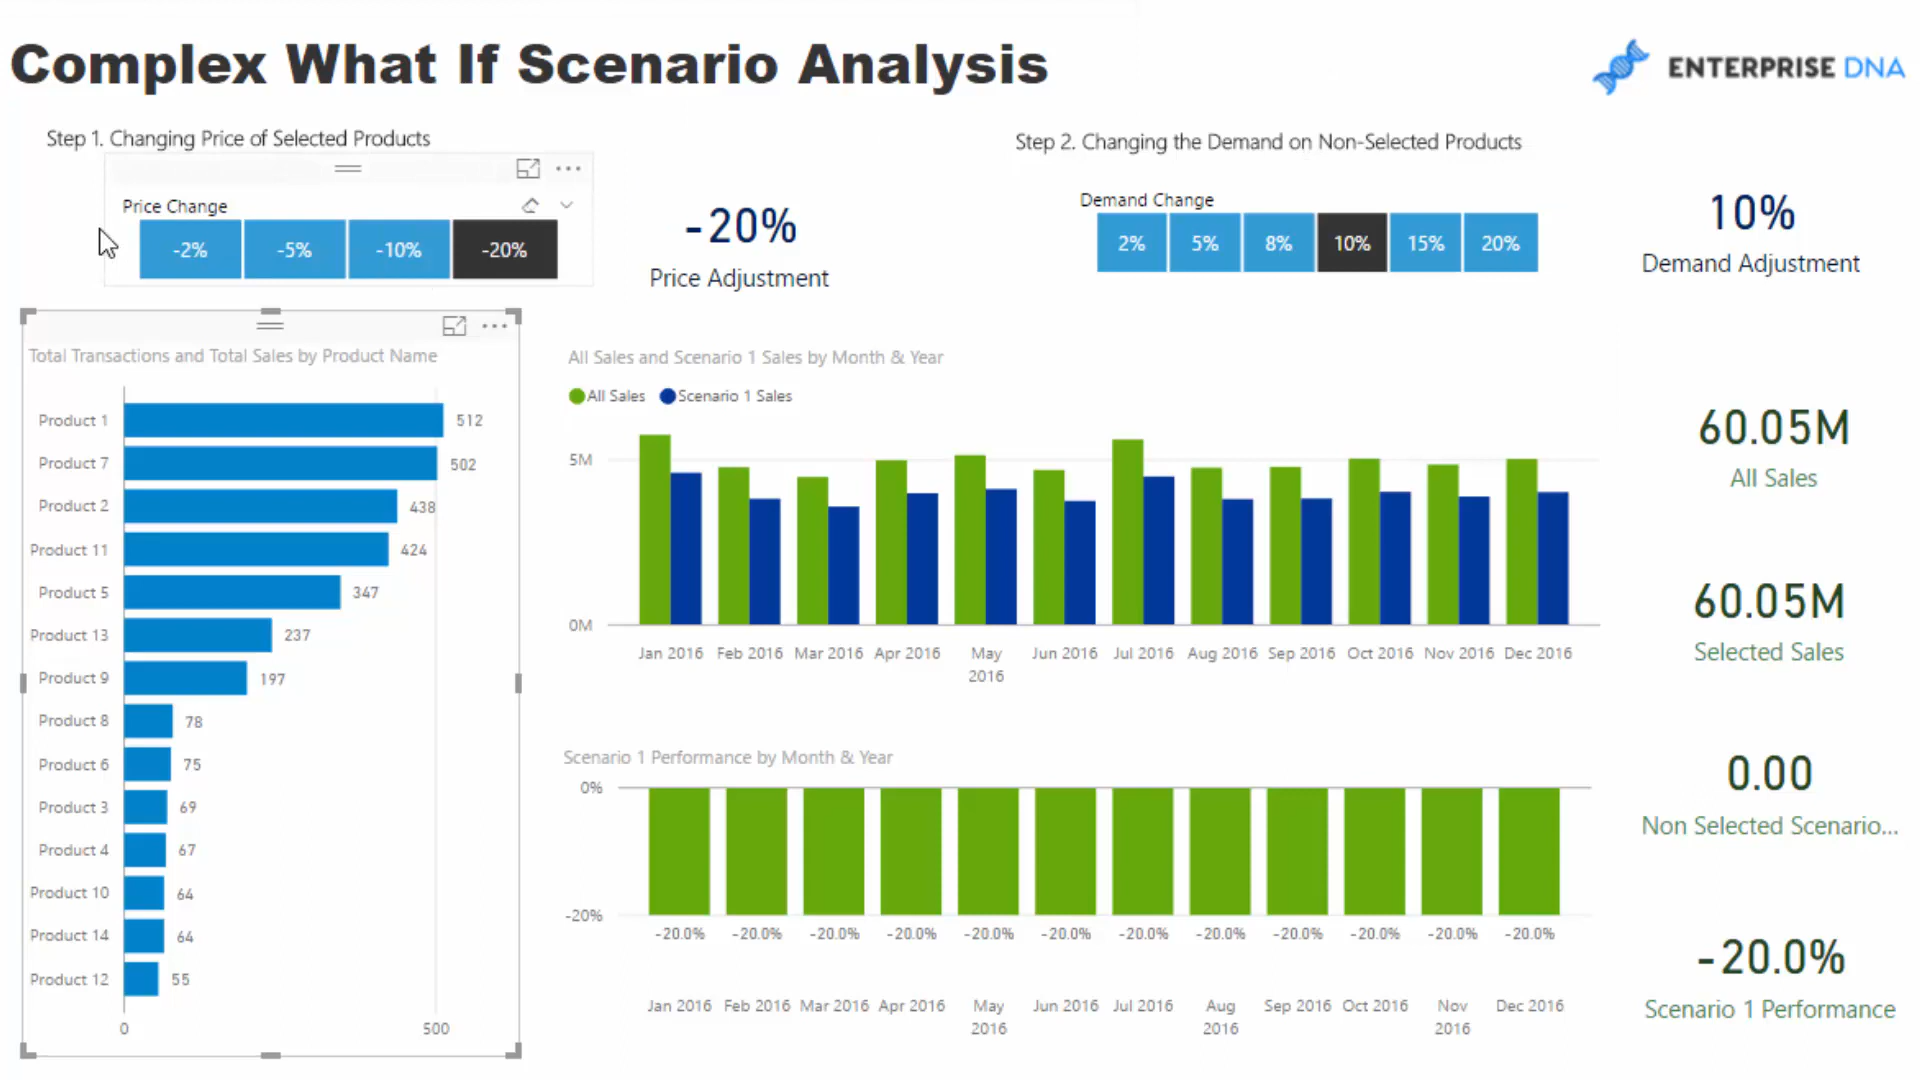 Complex What If Scenario Analysis
ENTERPRISE DNA
Step 1. Changing Price of Selected Products
Price Change
-2% -5% -10% -20%
-20%
Price Adjustment
Step 2. Changing the Demand on Non-Selected Products
Demand Change
2% 5% 8% 10% 15% 20%
10%
Demand Adjustment
Total Transactions and Total Sales by Product Name
Product 1 512
Product 7 502
Product 2 438
Product 11 424
Product 5 347
Product 13 237
Product 9 197
Product 8 78
Product 6 75
Product 3 69
Product 4 67
Product 10 64
Product 14 64
Product 12 55
0 500
All Sales and Scenario 1 Sales by Month & Year
All Sales Scenario 1 Sales
5M
0M
Jan 2016 Feb 2016 Mar 2016 Apr 2016 May 2016 Jun 2016 Jul 2016 Aug 2016 Sep 2016 Oct 2016 Nov 2016 Dec 2016
Scenario 1 Performance by Month & Year
0%
-20%
-20.0% -20.0% -20.0% -20.0% -20.0% -20.0% -20.0% -20.0% -20.0% -20.0% -20.0% -20.0%
Jan 2016 Feb 2016 Mar 2016 Apr 2016 May 2016 Jun 2016 Jul 2016 Aug 2016 Sep 2016 Oct 2016 Nov 2016 Dec 2016
60.05M
All Sales
60.05M
Selected Sales
0.00
Non Selected Scenario...
-20.0%
Scenario 1 Performance